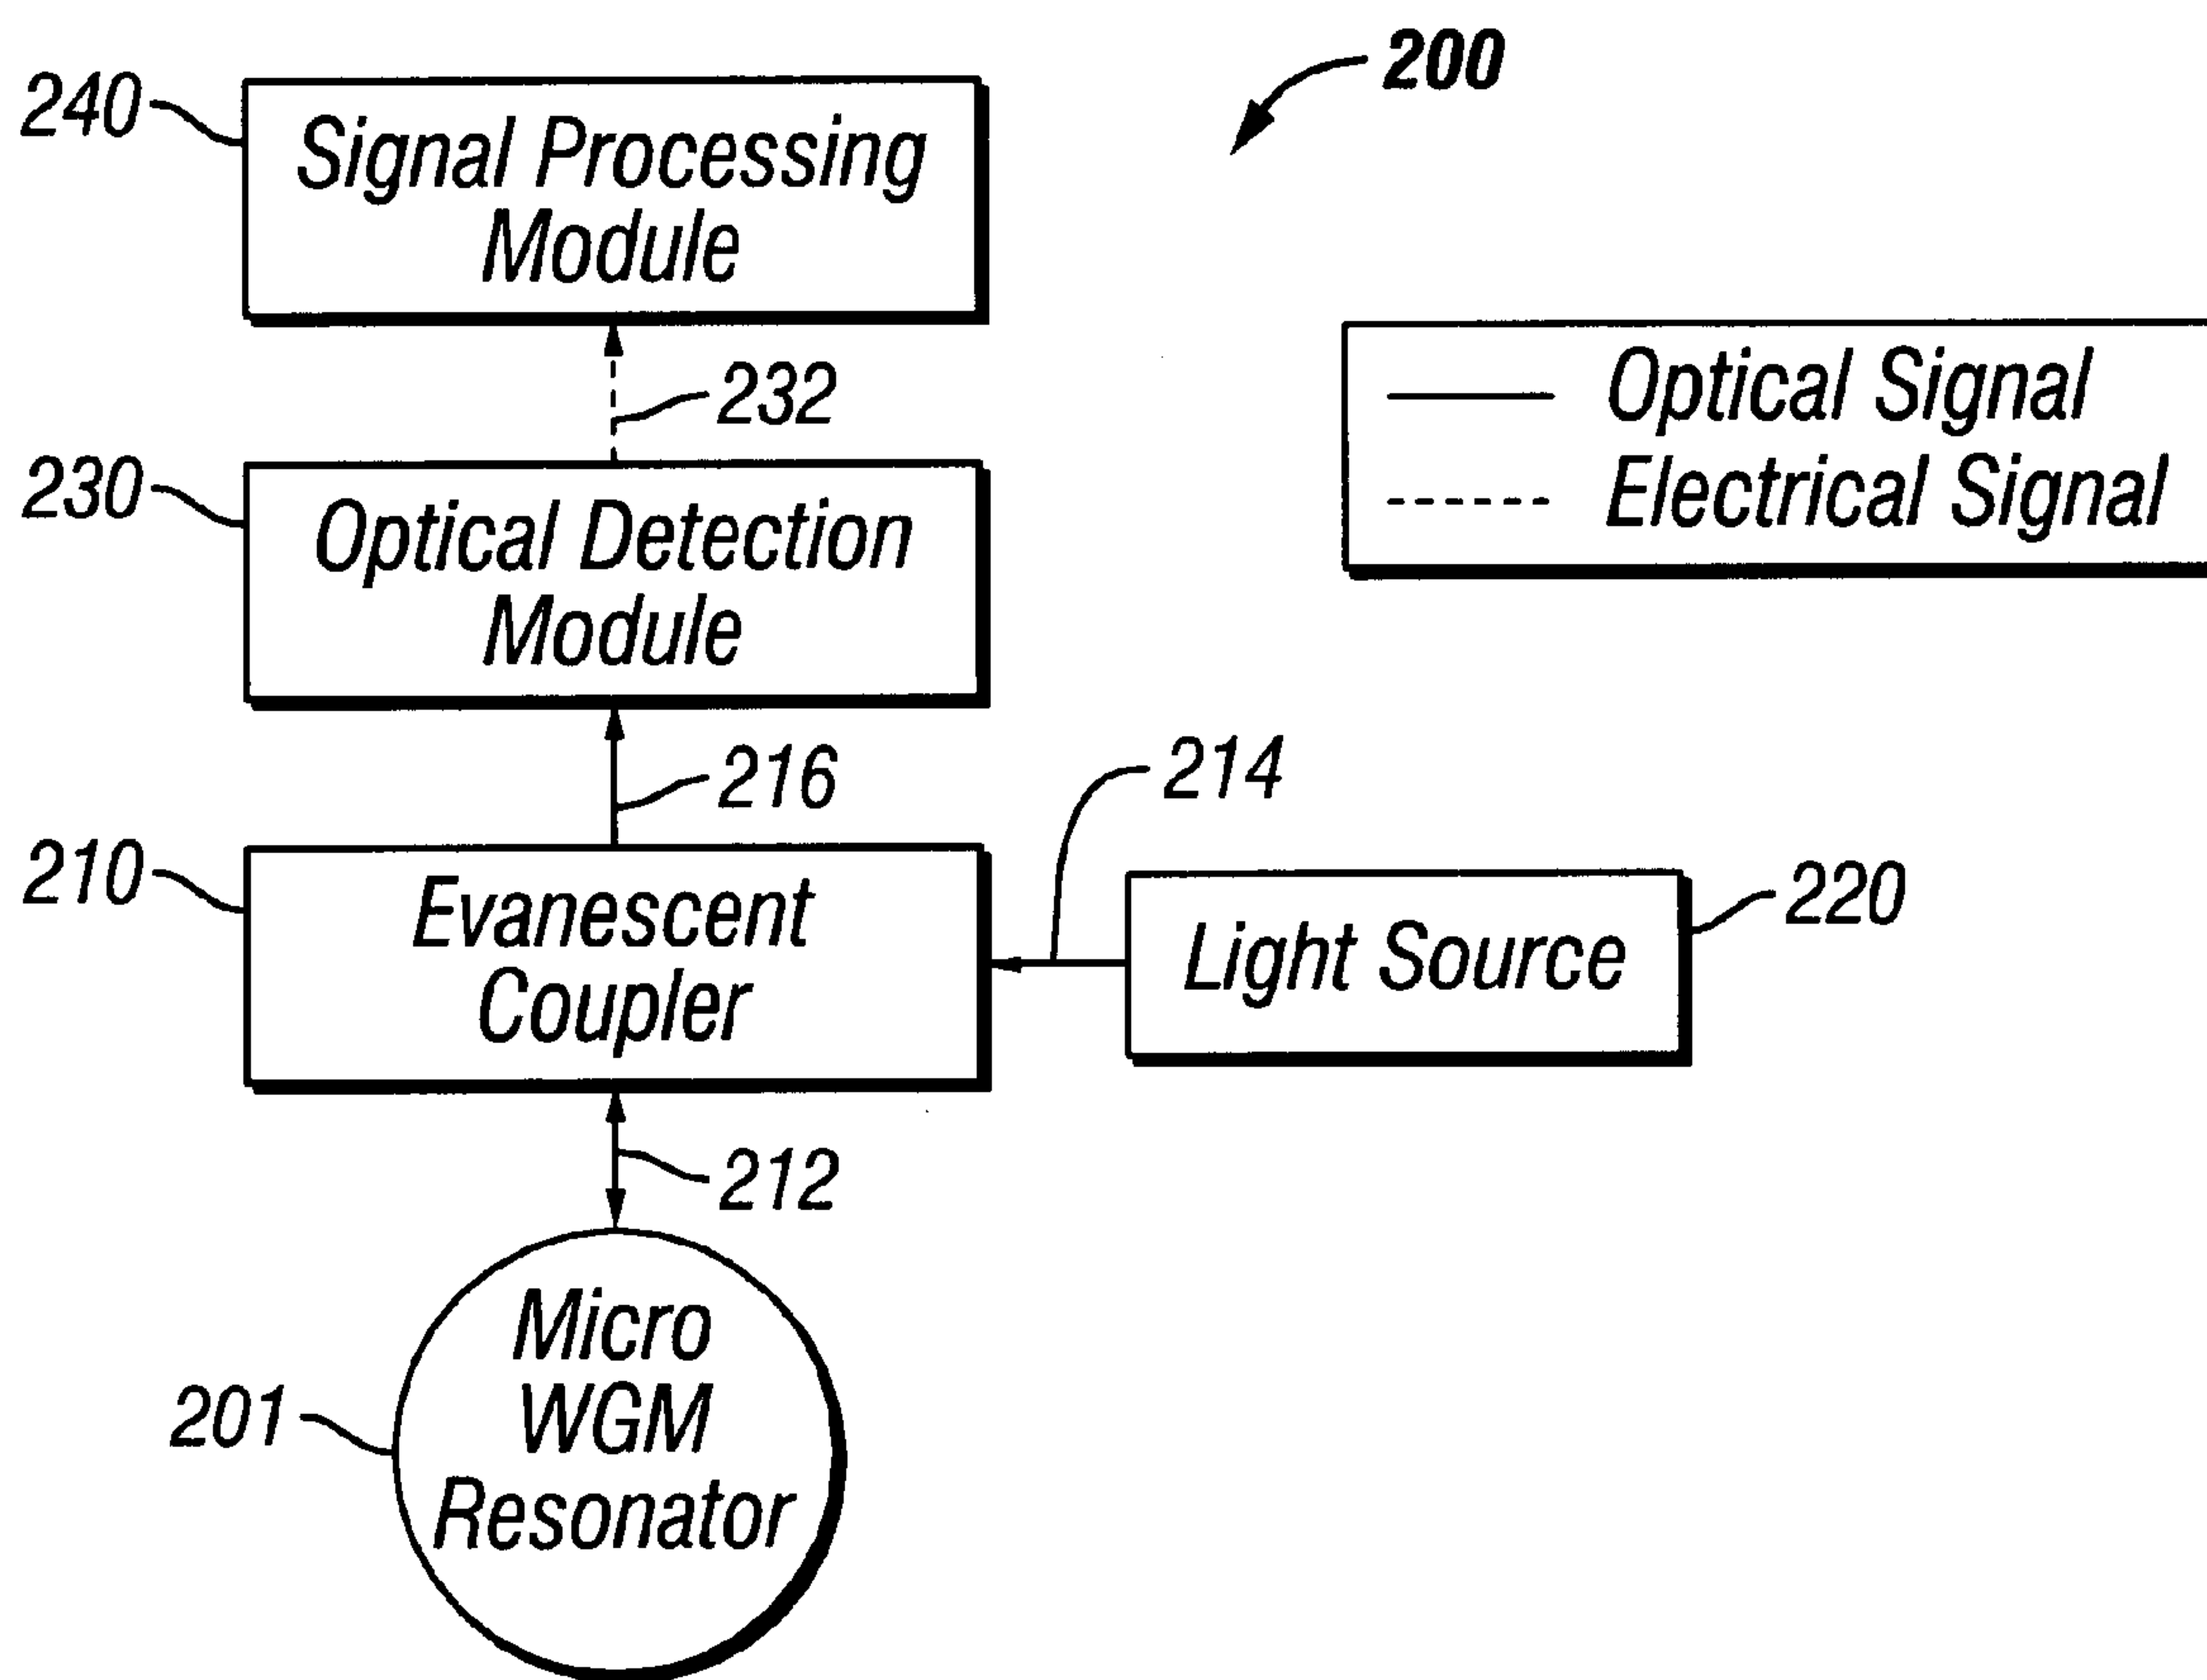 200
240
Signal Processing
Module
232
Optical Signal
Electrical Signal
230
Optical Detection
Module
216
214
210
Evanescent
Coupler
220
Light Source
212
201
Micro
WGM
Resonator